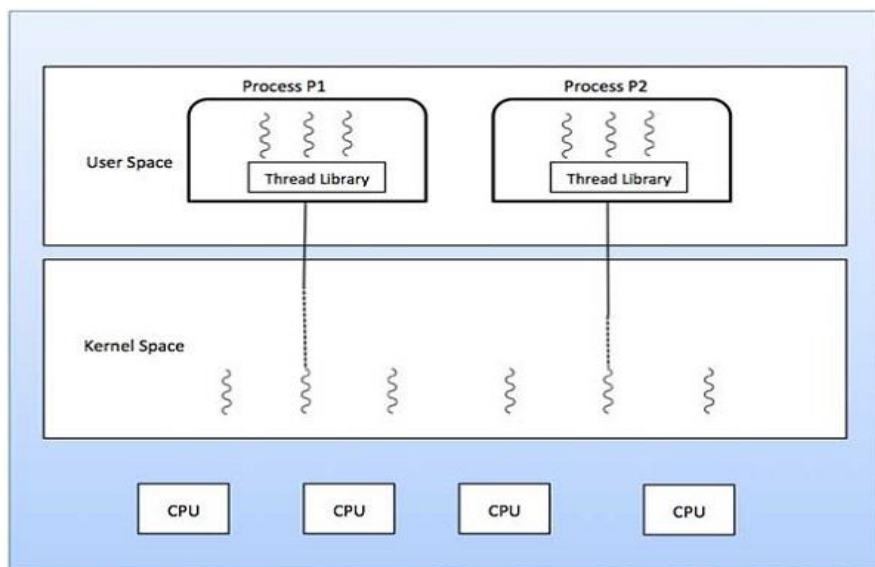 Process P1
Process P2
User Space
Thread Library
Thread Library
Kernel Space
CPU
CPU
CPU
CPU